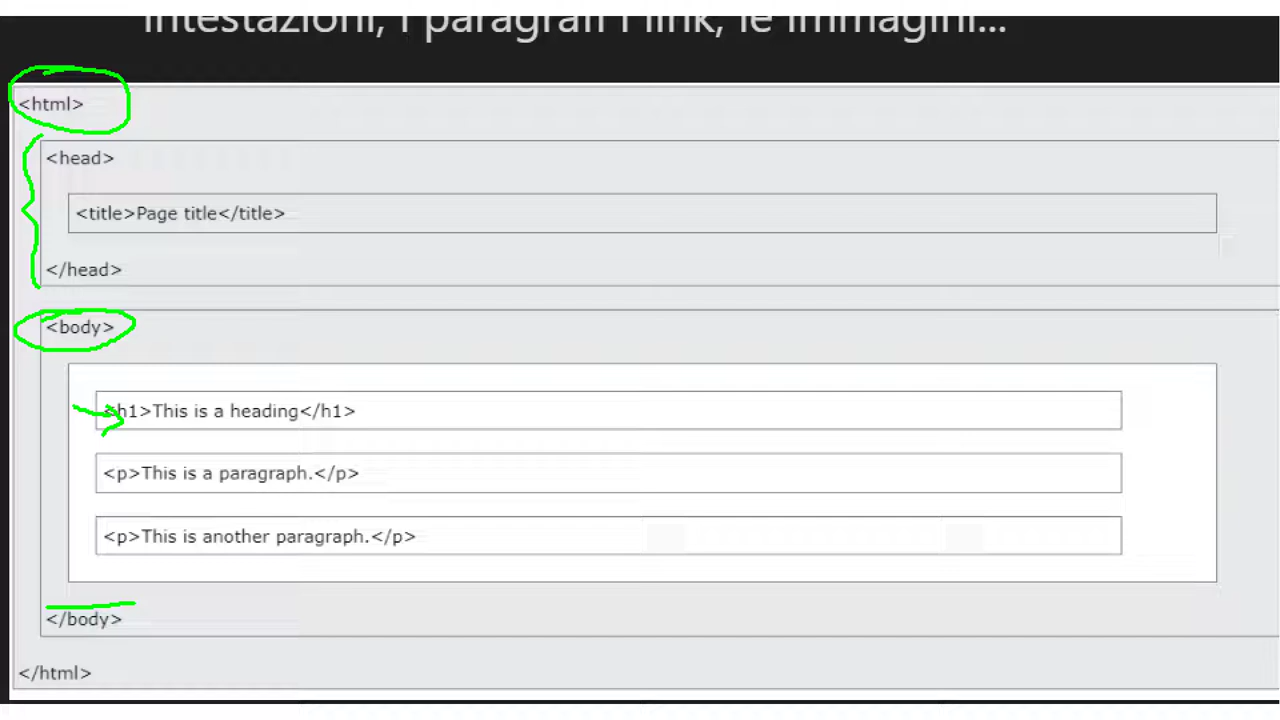 intestazioni, i paragrafi i link, le immagini...
<html>
<head>
<title>Page title</title>
</head>
<body>
<h1>This is a heading</h1>
<p>This is a paragraph.</p>
<p>This is another paragraph.</p>
</body>
</html>